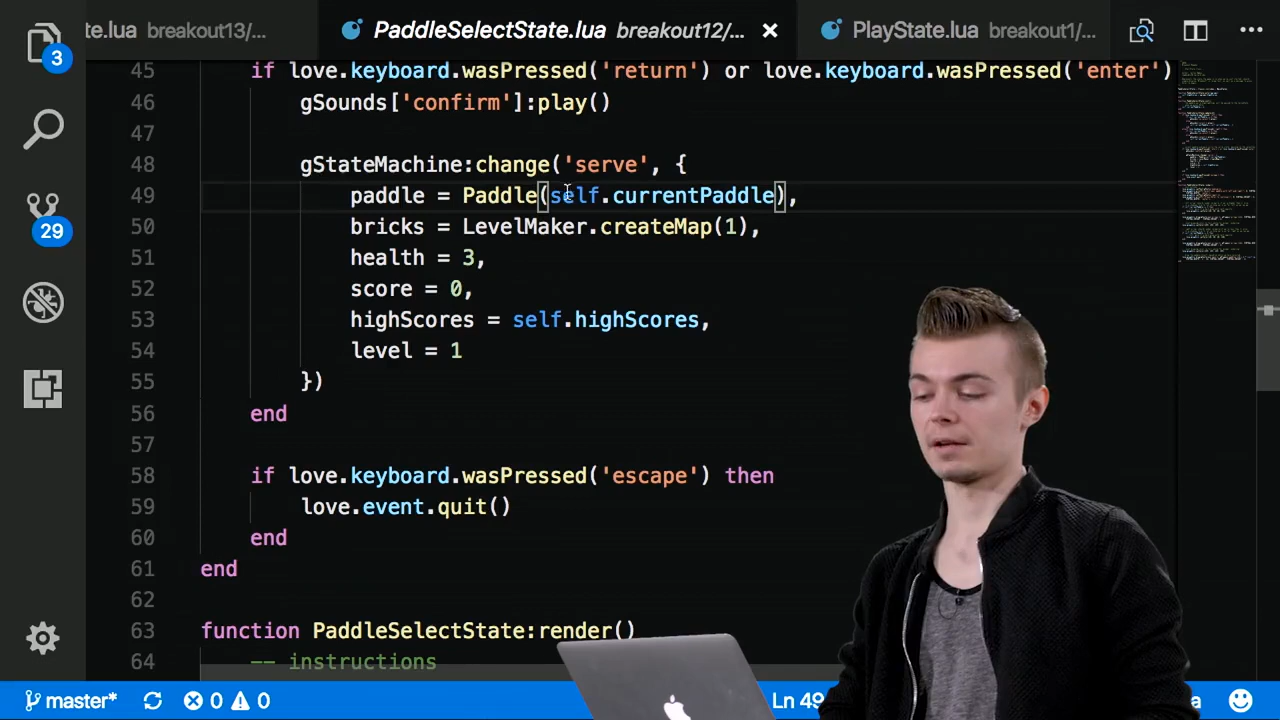 te.lua breakout13/...
PaddleSelectState.lua breakout12/...
PlayState.lua breakout1/...
3
29
45 if love.keyboard.wasPressed('return') or love.keyboard.wasPressed('enter')
46 gSounds['confirm']:play()
47
48 gStateMachine:change('serve', {
49 paddle = Paddle(self.currentPaddle),
50 bricks = LevelMaker.createMap(1),
51 health = 3,
52 score = 0,
53 highScores = self.highScores,
54 level = 1
55 })
56 end
57
58 if love.keyboard.wasPressed('escape') then
59 love.event.quit()
60 end
61 end
62
63 function PaddleSelectState:render()
64 -- instructions
master* 0 0 Ln 49 a